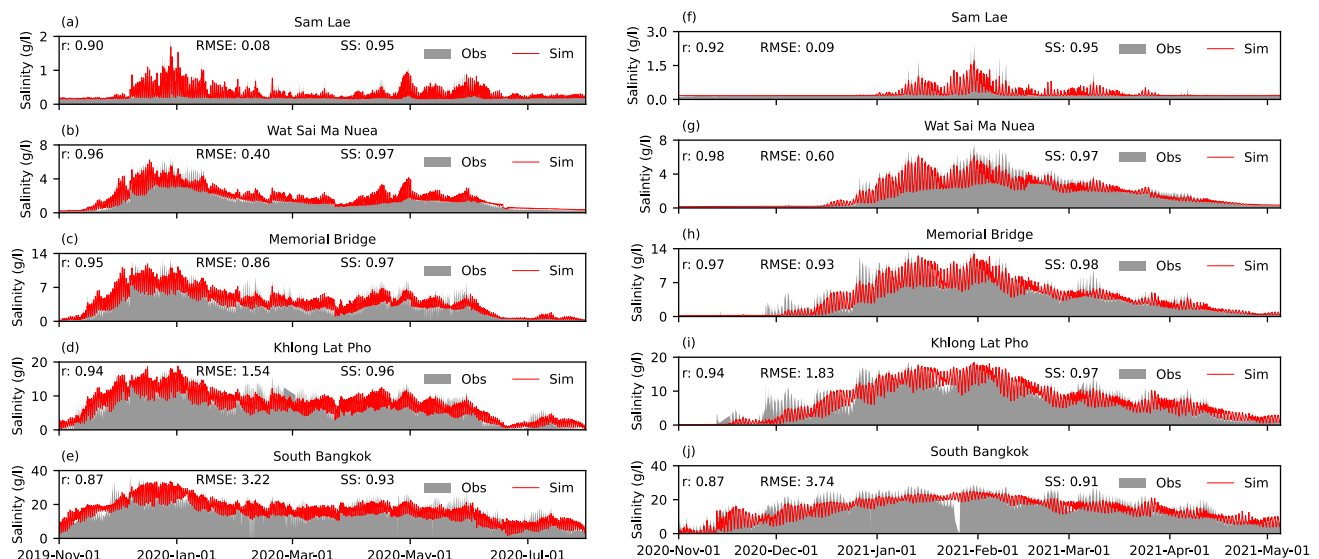 (a)
Sam Lae
Salinity (g/l)
2
1
0
r: 0.90
RMSE: 0.08
SS: 0.95
Obs
Sim
(b)
Wat Sai Ma Nuea
Salinity (g/l)
8
4
0
r: 0.96
RMSE: 0.40
SS: 0.97
Obs
Sim
(c)
Memorial Bridge
Salinity (g/l)
14
7
0
r: 0.95
RMSE: 0.86
SS: 0.97
Obs
Sim
(d)
Khlong Lat Pho
Salinity (g/l)
20
10
0
r: 0.94
RMSE: 1.54
SS: 0.96
Obs
Sim
(e)
South Bangkok
Salinity (g/l)
40
20
0
r: 0.87
RMSE: 3.22
SS: 0.93
Obs
Sim
2019-Nov-01
2020-Jan-01
2020-Mar-01
2020-May-01
2020-Jul-01
(f)
Sam Lae
Salinity (g/l)
3.0
1.5
0.0
r: 0.92
RMSE: 0.09
SS: 0.95
Obs
Sim
(g)
Wat Sai Ma Nuea
Salinity (g/l)
8
4
0
r: 0.98
RMSE: 0.60
SS: 0.97
Obs
Sim
(h)
Memorial Bridge
Salinity (g/l)
14
7
0
r: 0.97
RMSE: 0.93
SS: 0.98
Obs
Sim
(i)
Khlong Lat Pho
Salinity (g/l)
20
10
0
r: 0.94
RMSE: 1.83
SS: 0.97
Obs
Sim
(j)
South Bangkok
Salinity (g/l)
40
20
0
r: 0.87
RMSE: 3.74
SS: 0.91
Obs
Sim
2020-Nov-01
2020-Dec-01
2021-Jan-01
2021-Feb-01
2021-Mar-01
2021-Apr-01
2021-May-01